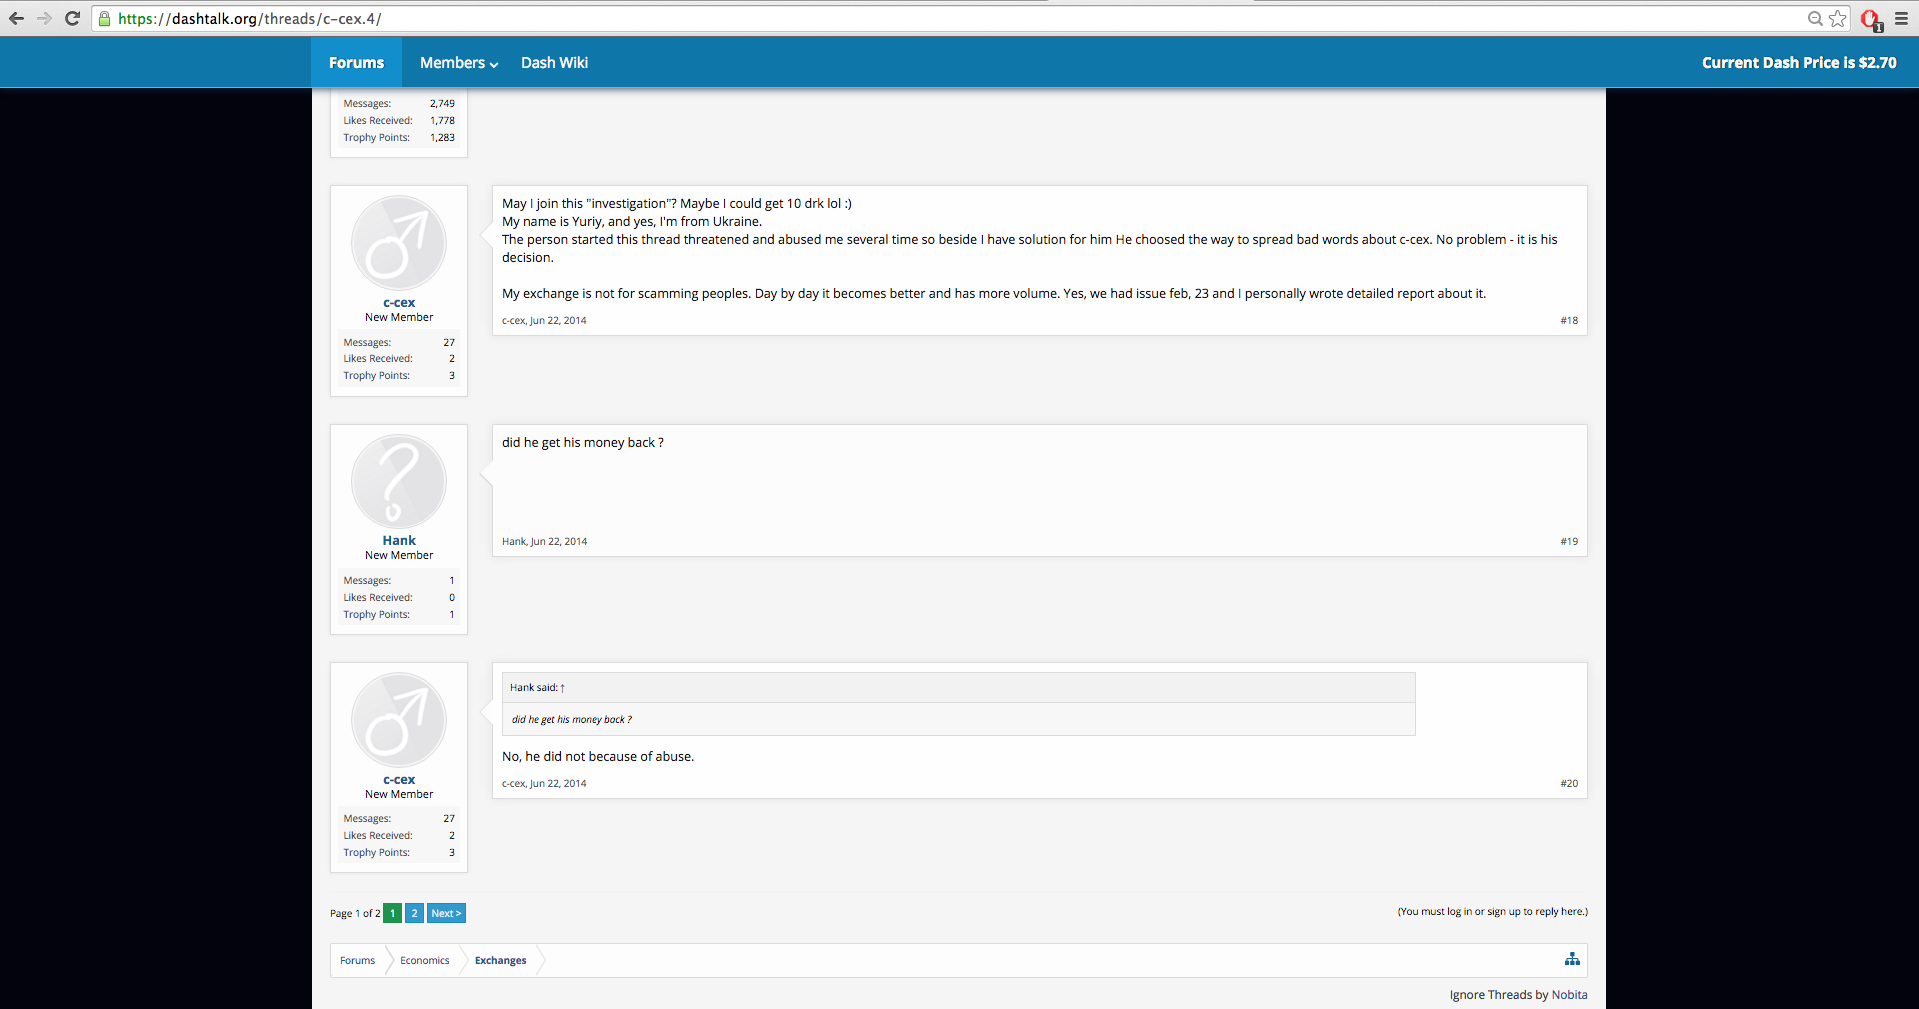 https://dashtalk.org/threads/c-cex.4/
1
Forums Members Dash Wiki Current Dash Price is $2.70
Messages: 2,749
Likes Received: 1,778
Trophy Points: 1,283
c-cex
New Member
Messages: 27
Likes Received: 2
Trophy Points: 3
May I join this "investigation"? Maybe I could get 10 drk lol :)
My name is Yuriy, and yes, I'm from Ukraine.
The person started this thread threatened and abused me several time so beside I have solution for him He choosed the way to spread bad words about c-cex. No problem - it is his
decision.
My exchange is not for scamming peoples. Day by day it becomes better and has more volume. Yes, we had issue feb, 23 and I personally wrote detailed report about it.
c-cex, Jun 22, 2014 #18
Hank
New Member
Messages: 1
Likes Received: 0
Trophy Points: 1
did he get his money back ?
Hank, Jun 22, 2014 #19
c-cex
New Member
Messages: 27
Likes Received: 2
Trophy Points: 3
Hank said: ↑
did he get his money back ?
No, he did not because of abuse.
c-cex, Jun 22, 2014 #20
Page 1 of 2 1 2 Next >
(You must log in or sign up to reply here.)
Forums Economics Exchanges
Ignore Threads by Nobita